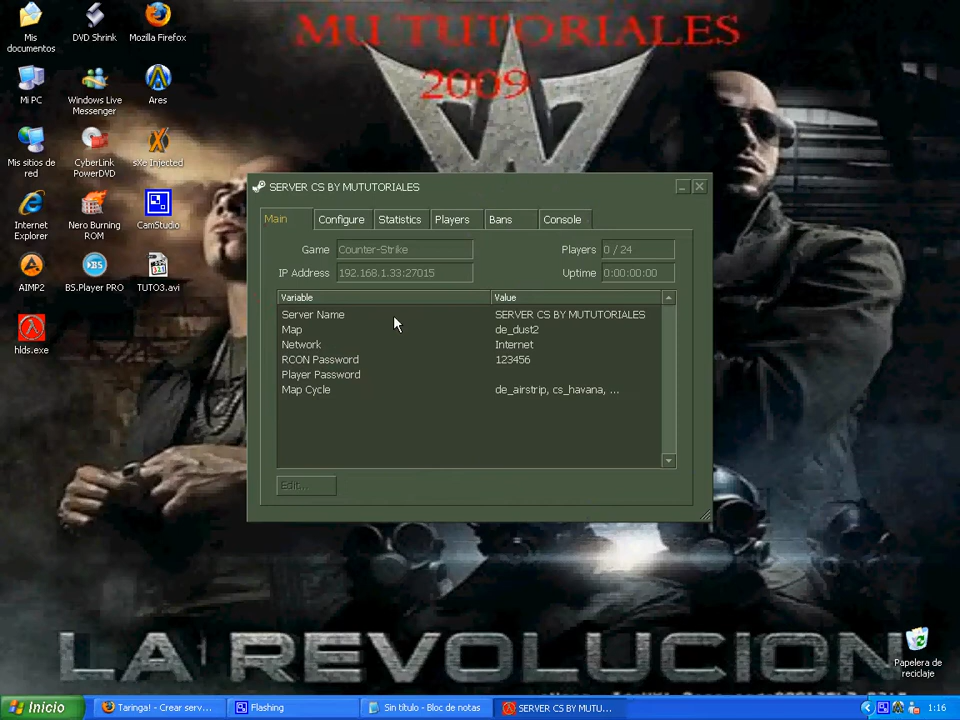 MU TUTORIALES
2009
Mis documentos
DVD Shrink
Mozilla Firefox
Mi PC
Windows Live Messenger
Ares
Mis sitios de red
CyberLink PowerDVD
sXe Injected
Internet Explorer
Nero Burning ROM
CamStudio
AIMP2
BS.Player PRO
TUTO3.avi
hlds.exe
SERVER CS BY MUTUTORIALES
Main
Configure
Statistics
Players
Bans
Console
Game Counter-Strike
Players 0 / 24
IP Address 192.168.1.33:27015
Uptime 0:00:00:00
Variable Value
Server Name SERVER CS BY MUTUTORIALES
Map de_dust2
Network Internet
RCON Password 123456
Player Password
Map Cycle de_airstrip, cs_havana, ...
Edit...
LA REVOLUCION
Papelera de reciclaje
Inicio
Taringa! - Crear serv...
Flashing
Sin título - Bloc de notas
SERVER CS BY MUTU...
1:16